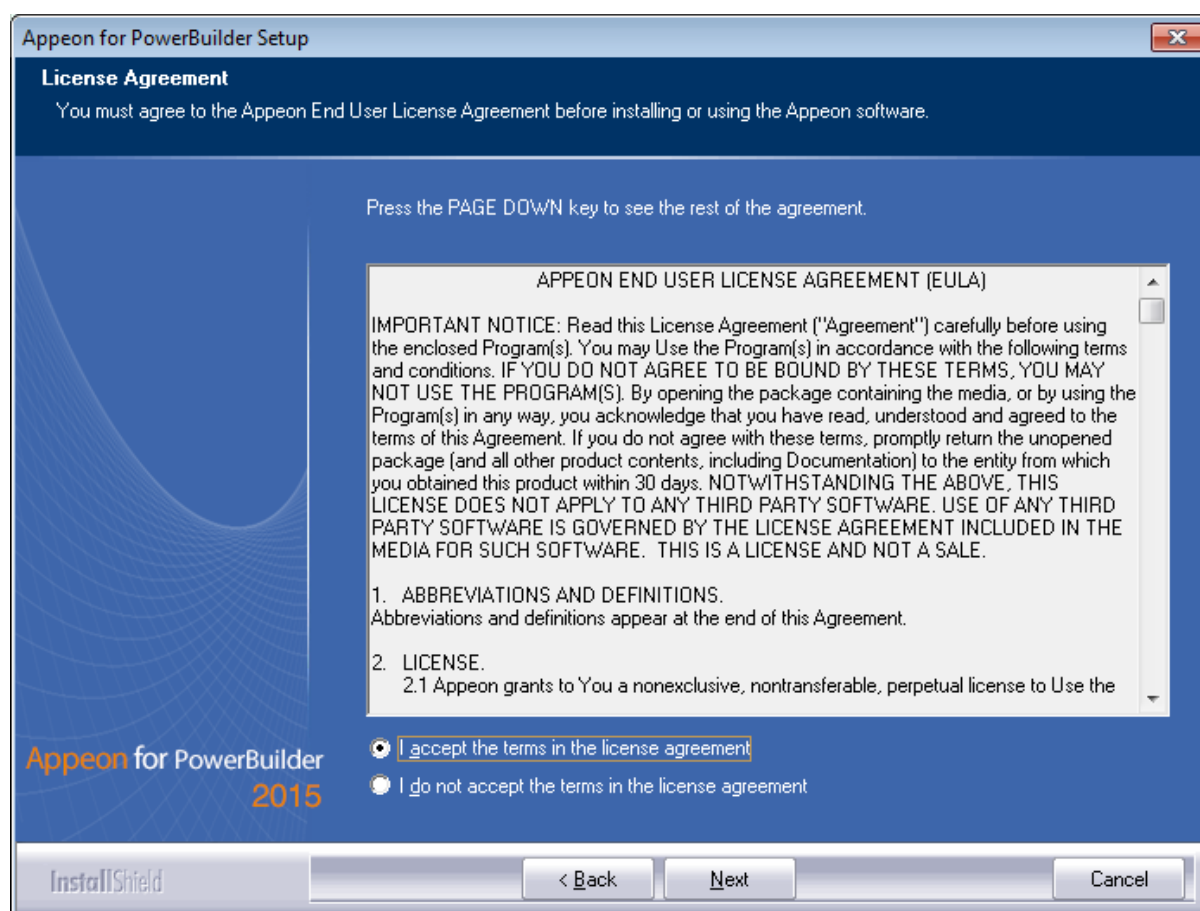 Appeon for PowerBuilder Setup
License Agreement
You must agree to the Appeon End User License Agreement before installing or using the Appeon software.
Press the PAGE DOWN key to see the rest of the agreement.
APPEON END USER LICENSE AGREEMENT (EULA)
IMPORTANT NOTICE: Read this License Agreement ("Agreement") carefully before using
the enclosed Program(s). You may Use the Program(s) in accordance with the following terms
and conditions. IF YOU DO NOT AGREE TO BE BOUND BY THESE TERMS, YOU MAY
NOT USE THE PROGRAM(S). By opening the package containing the media, or by using the
Program(s) in any way, you acknowledge that you have read, understood and agreed to the
terms of this Agreement. If you do not agree with these terms, promptly return the unopened
package (and all other product contents, including Documentation) to the entity from which
you obtained this product within 30 days. NOTWITHSTANDING THE ABOVE, THIS
LICENSE DOES NOT APPLY TO ANY THIRD PARTY SOFTWARE. USE OF ANY THIRD
PARTY SOFTWARE IS GOVERNED BY THE LICENSE AGREEMENT INCLUDED IN THE
MEDIA FOR SUCH SOFTWARE.  THIS IS A LICENSE AND NOT A SALE.
1.   ABBREVIATIONS AND DEFINITIONS.
Abbreviations and definitions appear at the end of this Agreement.
2.   LICENSE.
2.1 Appeon grants to You a nonexclusive, nontransferable, perpetual license to Use the
I accept the terms in the license agreement
I do not accept the terms in the license agreement
Appeon for PowerBuilder
2015
InstallShield
< Back
Next
Cancel